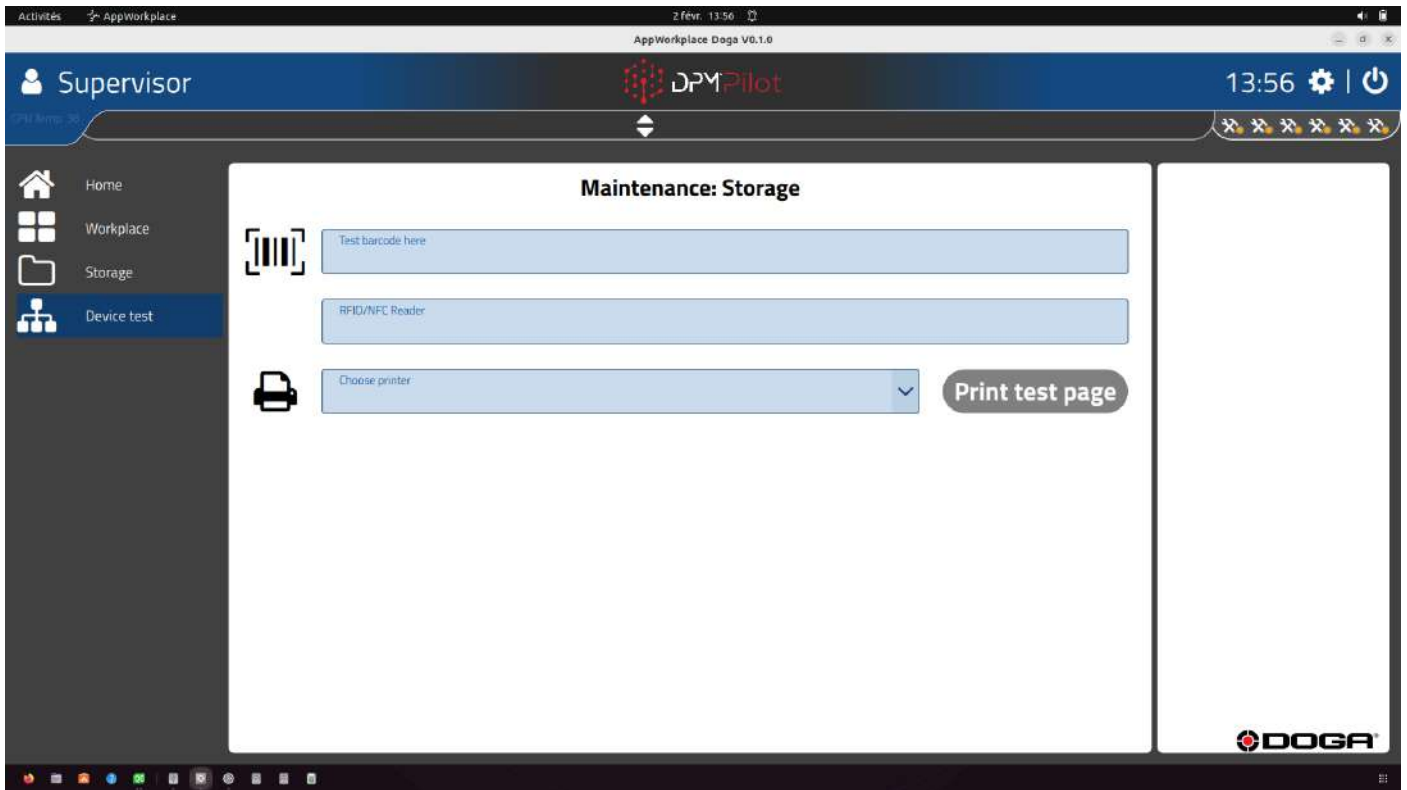 Activités AppWorkplace 2 févr. 13:56
AppWorkplace Doga V0.1.0
Supervisor DPMPilot 13:56
Home
Maintenance: Storage
Workplace
Test barcode here
Storage
RFID/NFC Reader
Device test
Choose printer
Print test page
DOGA